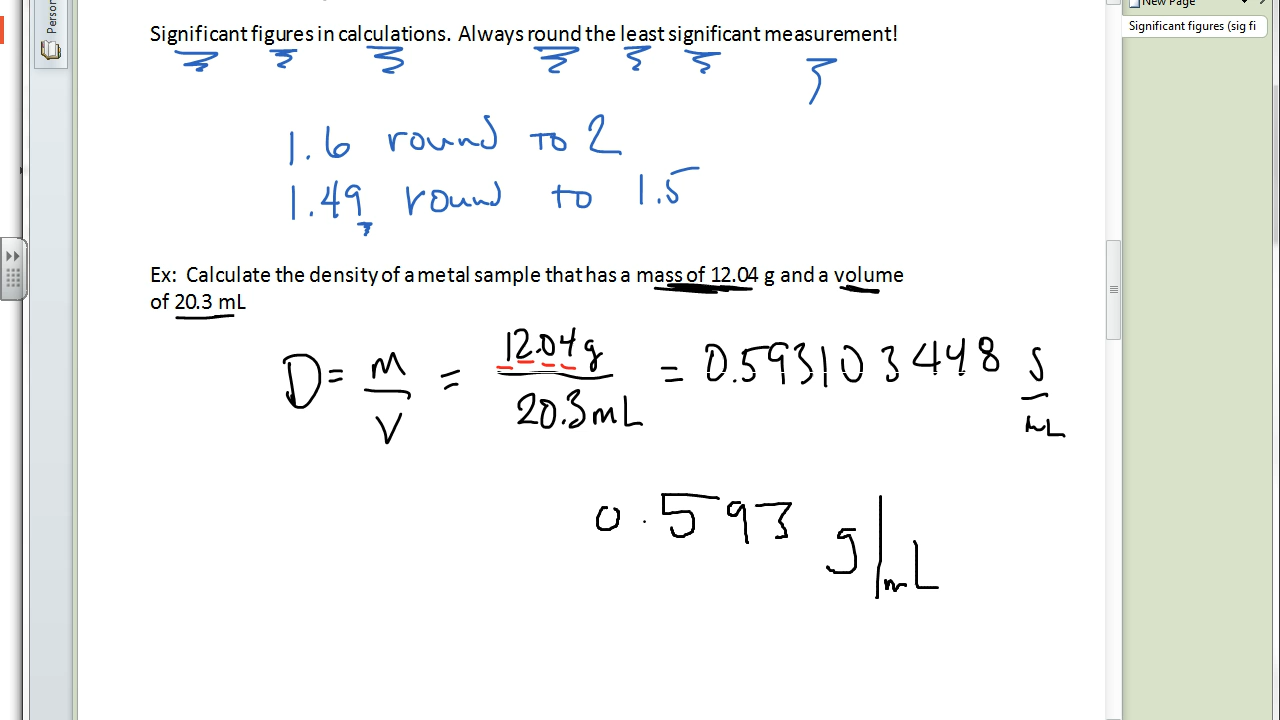 New Page
Person
Significant figures (sig fi
Significant figures in calculations. Always round the least significant measurement!
1.6 round to 2
1.49 round to 1.5
Ex: Calculate the density of a metal sample that has a mass of 12.04 g and a volume
of 20.3 mL
D = m/V = 12.04g/20.3mL = 0.593103448 g/mL
0.593 g/mL